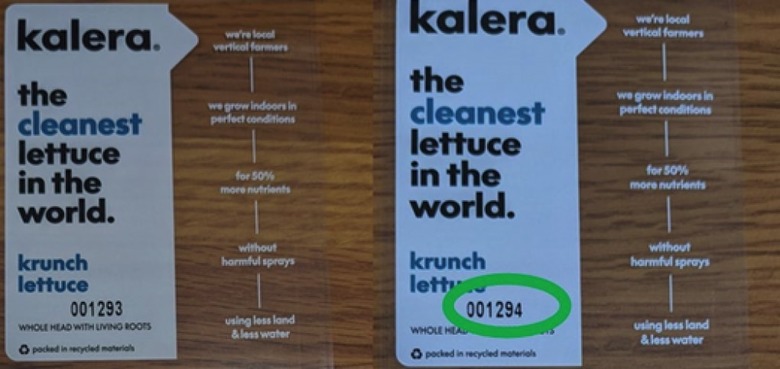 kalera.
the
cleanest
lettuce
in the
world.
krunch
lettuce
001293
WHOLE HEAD WITH LIVING ROOTS
packed in recycled materials
we're local
vertical farmers
we grow indoors in
perfect conditions
for 50%
more nutrients
without
harmful sprays
using less land
& less water
kalera.
the
cleanest
lettuce
in the
world.
krunch
001294
WHOLE
packed in recycled materials
we're local
vertical farmers
we grow indoors in
perfect conditions
for 50%
more nutrients
without
harmful sprays
using less land
& less water